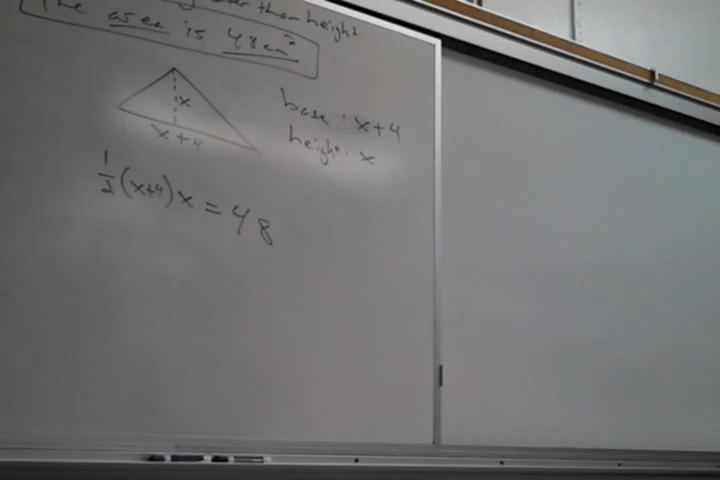 than height.
The area is 48cm²
x
x+4
base: x+4
height: x
1/2(x+4)x = 48